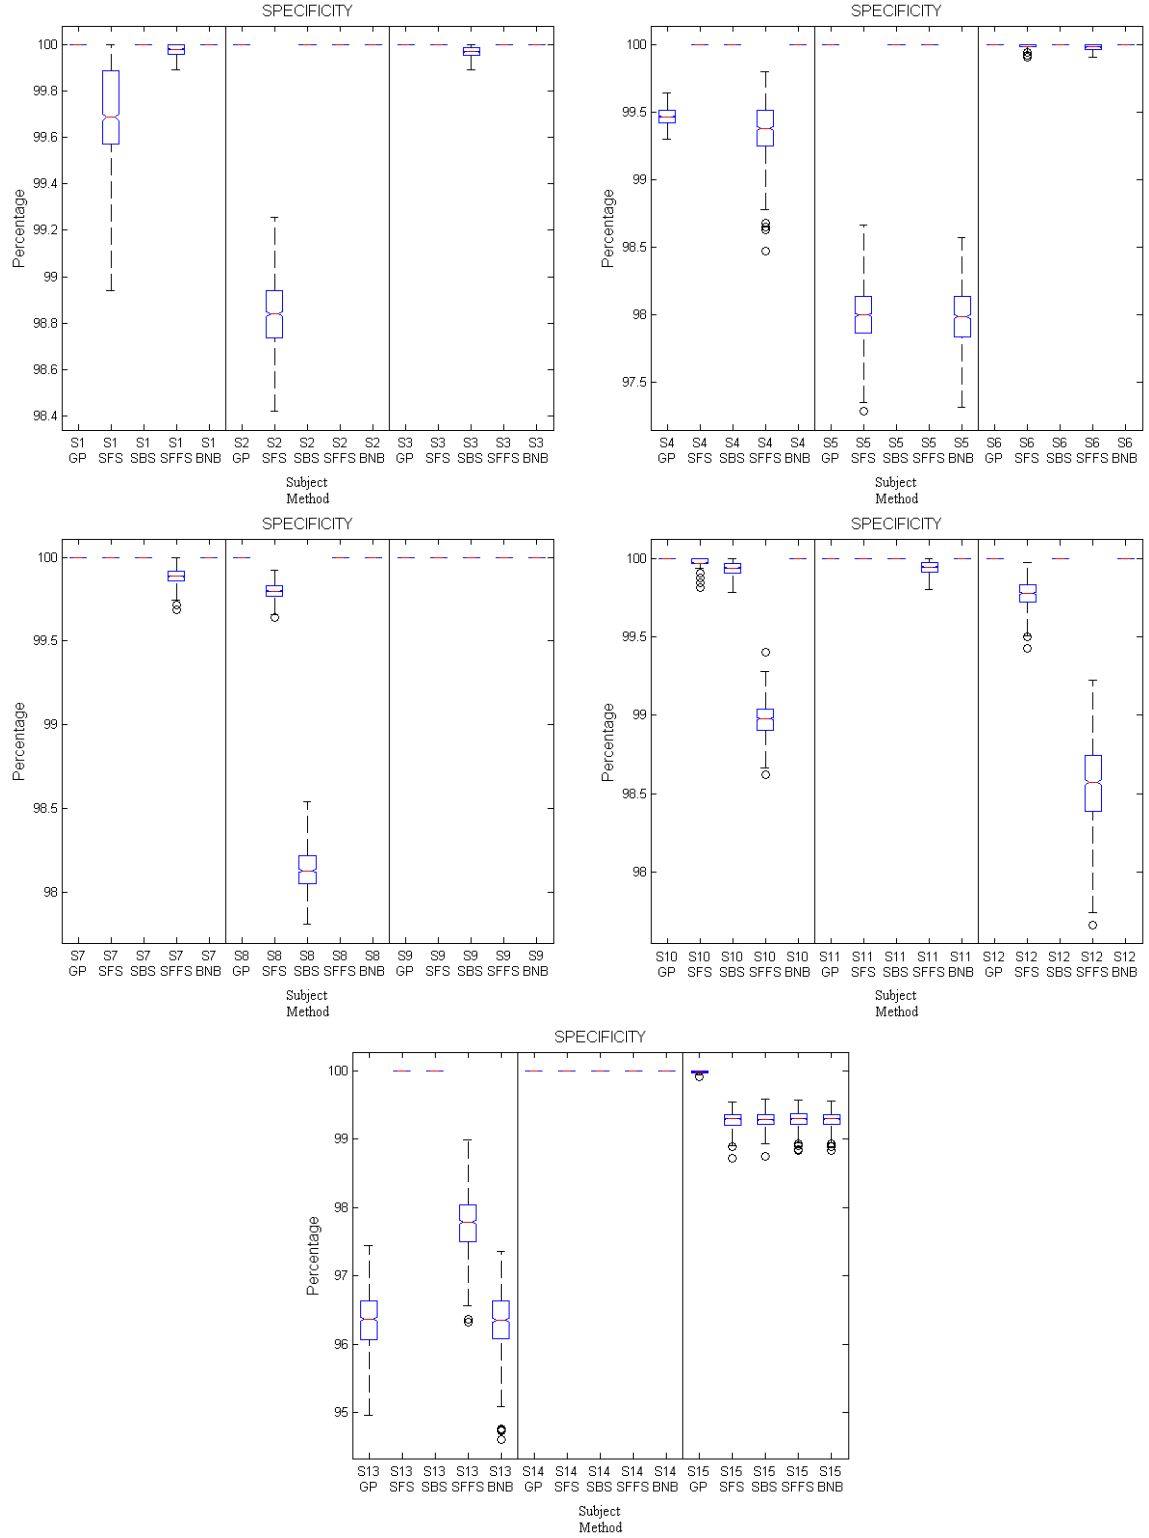 SPECIFICITY
100
99.8
99.6
99.4
99.2
99
98.8
98.6
98.4
Percentage
S1 S1 S1 S1 S1 S2 S2 S2 S2 S2 S3 S3 S3 S3 S3
GP SFS SBS SFFS BNB GP SFS SBS SFFS BNB GP SFS SBS SFFS BNB
Subject
Method
SPECIFICITY
100
99.5
99
98.5
98
97.5
Percentage
S4 S4 S4 S4 S4 S5 S5 S5 S5 S5 S6 S6 S6 S6 S6
GP SFS SBS SFFS BNB GP SFS SBS SFFS BNB GP SFS SBS SFFS BNB
Subject
Method
SPECIFICITY
100
99.5
99
98.5
98
Percentage
S7 S7 S7 S7 S7 S8 S8 S8 S8 S8 S9 S9 S9 S9 S9
GP SFS SBS SFFS BNB GP SFS SBS SFFS BNB GP SFS SBS SFFS BNB
Subject
Method
SPECIFICITY
100
99.5
99
98.5
98
Percentage
S10 S10 S10 S10 S10 S11 S11 S11 S11 S11 S12 S12 S12 S12 S12
GP SFS SBS SFFS BNB GP SFS SBS SFFS BNB GP SFS SBS SFFS BNB
Subject
Method
SPECIFICITY
100
99
98
97
96
95
Percentage
S13 S13 S13 S13 S13 S14 S14 S14 S14 S14 S15 S15 S15 S15 S15
GP SFS SBS SFFS BNB GP SFS SBS SFFS BNB GP SFS SBS SFFS BNB
Subject
Method